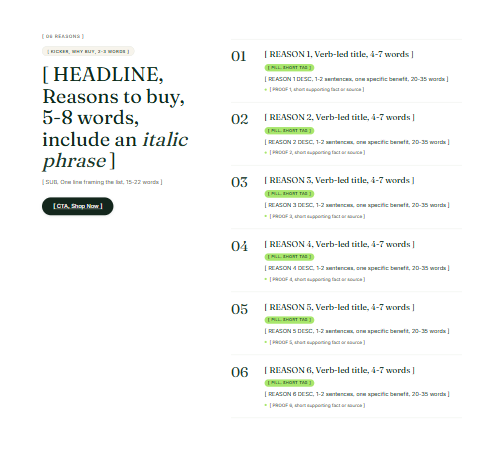 [ 06 REASONS ]
[ KICKER, WHY BUY, 2-3 WORDS ]
[ HEADLINE,
Reasons to buy,
5-8 words,
include an italic
phrase ]
[ SUB, One line framing the list, 15-22 words ]
[ CTA, Shop Now ]
01
[ REASON 1, Verb-led title, 4-7 words ]
[ PILL, SHORT TAG ]
[ REASON 1 DESC, 1-2 sentences, one specific benefit. 20-35 words ]
[ PROOF 1, short supporting fact or source ]
02
[ REASON 2, Verb-led title, 4-7 words ]
[ PILL, SHORT TAG ]
[ REASON 2 DESC, 1-2 sentences, one specific benefit. 20-35 words ]
[ PROOF 2, short supporting fact or source ]
03
[ REASON 3, Verb-led title, 4-7 words ]
[ PILL, SHORT TAG ]
[ REASON 3 DESC, 1-2 sentences, one specific benefit. 20-35 words ]
[ PROOF 3, short supporting fact or source ]
04
[ REASON 4, Verb-led title, 4-7 words ]
[ PILL, SHORT TAG ]
[ REASON 4 DESC, 1-2 sentences, one specific benefit. 20-35 words ]
[ PROOF 4, short supporting fact or source ]
05
[ REASON 5, Verb-led title, 4-7 words ]
[ PILL, SHORT TAG ]
[ REASON 5 DESC, 1-2 sentences, one specific benefit. 20-35 words ]
[ PROOF 5, short supporting fact or source ]
06
[ REASON 6, Verb-led title, 4-7 words ]
[ PILL, SHORT TAG ]
[ REASON 6 DESC, 1-2 sentences, one specific benefit. 20-35 words ]
[ PROOF 6, short supporting fact or source ]